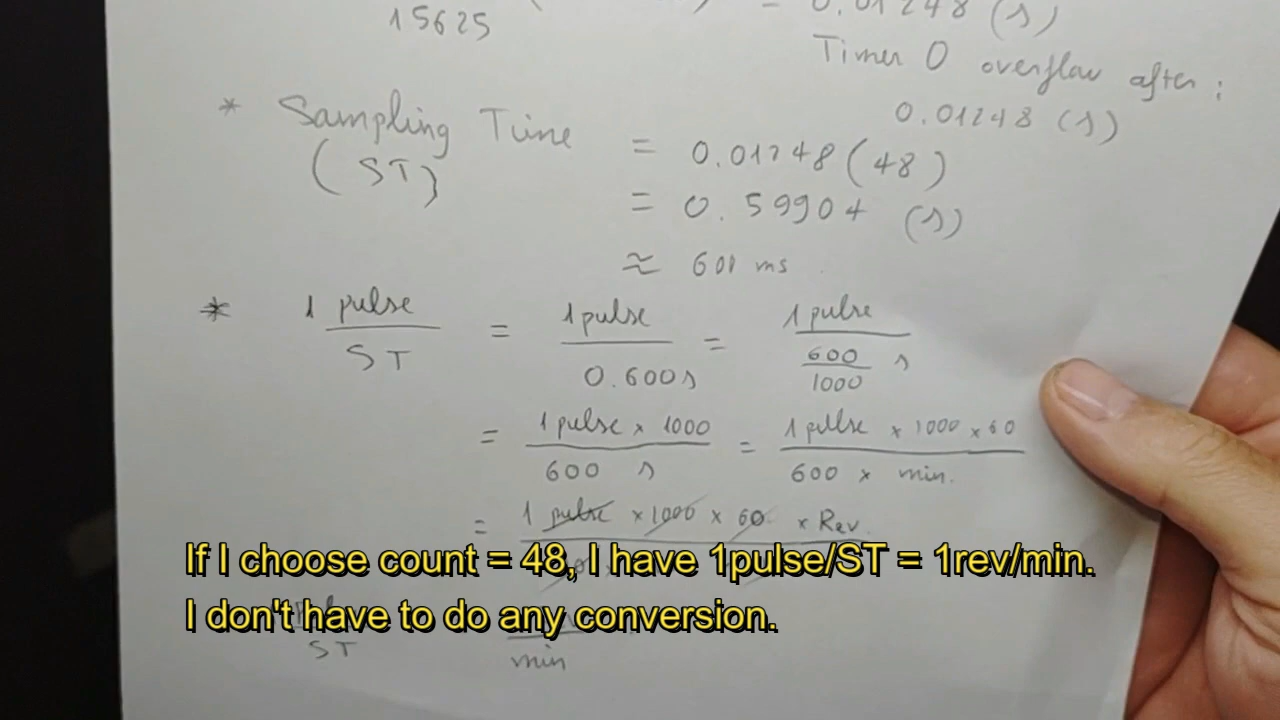 15625
= 0.01248 (s)
Timer 0 overflow after:
0.01248 (s)
* Sampling Time = 0.01248 (48)
(ST)
= 0.59904 (s)
≈ 600 ms
* 1 pulse / ST = 1 pulse / 0.600s = 1 pulse / 600/1000 s
= 1 pulse x 1000 / 600 s = 1 pulse x 1000 x 60 / 600 x min.
= 1 pulse x 1000 x 60 x Rev
If I choose count = 48, I have 1pulse/ST = 1rev/min.
I don't have to do any conversion.
ST
min